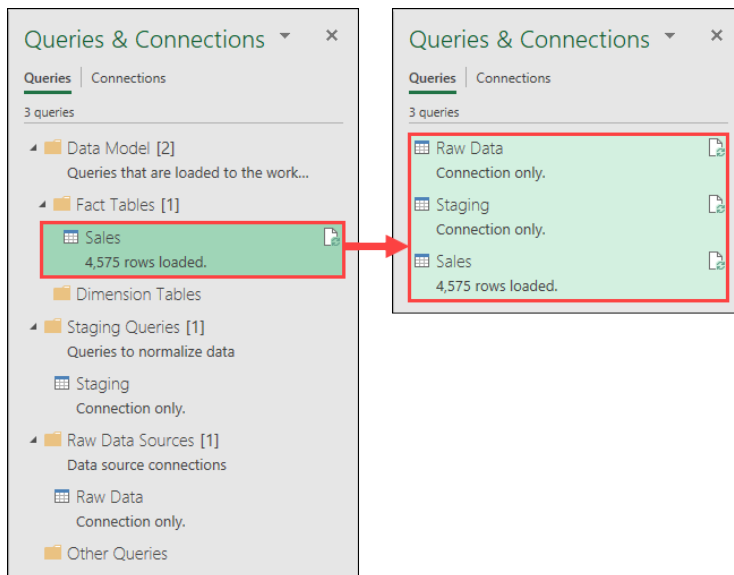 Queries & Connections
Queries | Connections
3 queries
Data Model [2]
Queries that are loaded to the work...
Fact Tables [1]
Sales
4,575 rows loaded.
Dimension Tables
Staging Queries [1]
Queries to normalize data
Staging
Connection only.
Raw Data Sources [1]
Data source connections
Raw Data
Connection only.
Other Queries
Queries & Connections
Queries | Connections
3 queries
Raw Data
Connection only.
Staging
Connection only.
Sales
4,575 rows loaded.